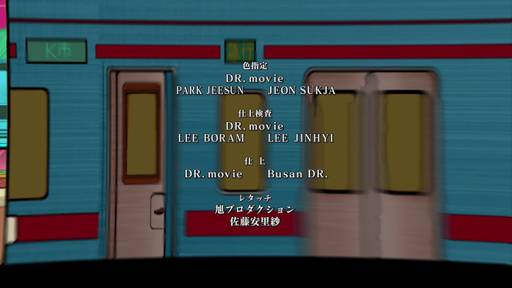 K市
急行
色指定
DR. movie
PARK JEESUN JEON SUKJA
仕上検査
DR. movie
LEE BORAM LEE JINHYI
仕 上
DR. movie Busan DR.
レタッチ
旭プロダクション
佐藤安里紗